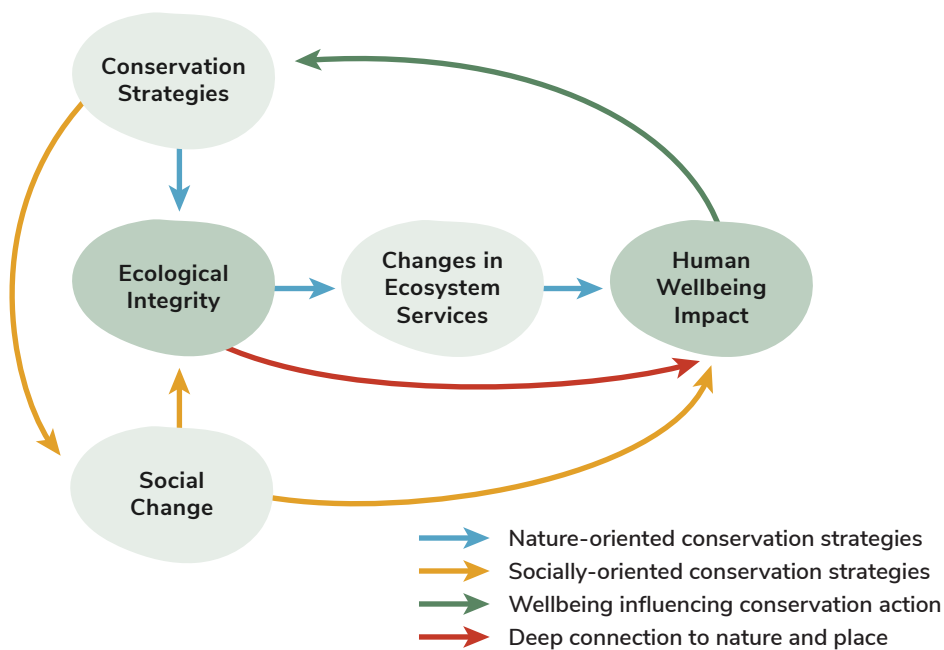 Conservation
Strategies
Ecological
Integrity
Changes in
Ecosystem
Services
Human
Wellbeing
Impact
Social
Change
Nature-oriented conservation strategies
Socially-oriented conservation strategies
Wellbeing influencing conservation action
Deep connection to nature and place